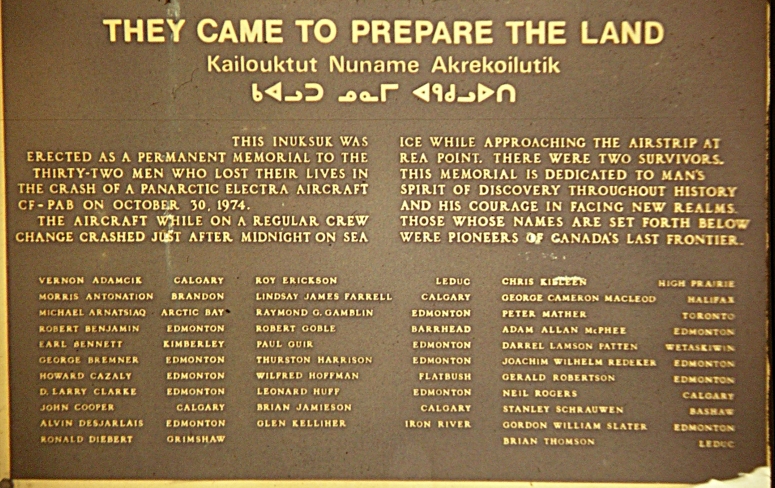 THEY CAME TO PREPARE THE LAND
Kailouktut Nuname Akrekoilutik
ᑲᐊᓗᑐ ᓄᓇᒥ ᐊᕿᑯᓗᐅᑎ
THIS INUKSUK WAS
ERECTED AS A PERMANENT MEMORIAL TO THE
THIRTY-TWO MEN WHO LOST THEIR LIVES IN
THE CRASH OF A PANARCTIC ELECTRA AIRCRAFT
CF-PAB ON OCTOBER 30, 1974.
THE AIRCRAFT WHILE ON A REGULAR CREW
CHANGE CRASHED JUST AFTER MIDNIGHT ON SEA
ICE WHILE APPROACHING THE AIRSTRIP AT
REA POINT. THERE WERE TWO SURVIVORS.
THIS MEMORIAL IS DEDICATED TO MAN'S
SPIRIT OF DISCOVERY THROUGHOUT HISTORY
AND HIS COURAGE IN FACING NEW REALMS.
THOSE WHOSE NAMES ARE SET FORTH BELOW
WERE PIONEERS OF CANADA'S LAST FRONTIER.
VERNON ADAMCIK CALGARY
MORRIS ANTONATION BRANDON
MICHAEL ARNATSIAQ ARCTIC BAY
ROBERT BENJAMIN EDMONTON
EARL BENNETT KIMBERLEY
GEORGE BREMNER EDMONTON
HOWARD CAZALY EDMONTON
D. LARRY CLARKE EDMONTON
JOHN COOPER CALGARY
ALVIN DESJARLAIS EDMONTON
RONALD DIEBERT GRIMSHAW
ROY ERICKSON LEDUC
LINDSAY JAMES FARRELL CALGARY
RAYMOND G. GAMBLIN EDMONTON
ROBERT GOBLE BARRHEAD
PAUL GUIR EDMONTON
THURSTON HARRISON EDMONTON
WILFRED HOFFMAN FLATBUSH
LEONARD HUFF EDMONTON
BRIAN JAMIESON CALGARY
GLEN KELLIHER IRON RIVER
CHRIS HIGH PRAIRIE
GEORGE CAMERON MACLEOD HALIFAX
PETER MATHER TORONTO
ADAM ALLAN McPHEE EDMONTON
DARREL LAMSON PATTEN WETASKIWIN
JOACHIM WILHELM REDEKER EDMONTON
GERALD ROBERTSON EDMONTON
NEIL ROGERS CALGARY
STANLEY SCHRAUWEN BASHAW
GORDON WILLIAM SLATER EDMONTON
BRIAN THOMSON LEDUC